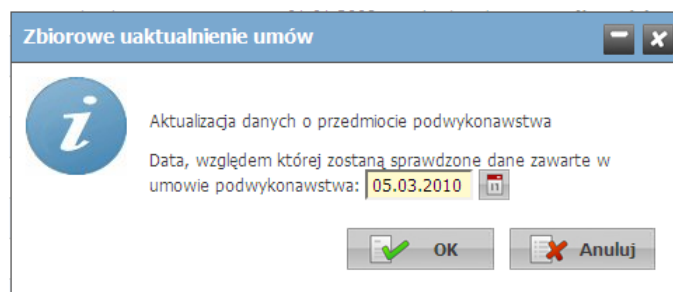 Zbiorowe uaktualnienie umów
Aktualizacja danych o przedmiocie podwykonawstwa
Data, względem której zostaną sprawdzone dane zawarte w
umowie podwykonawstwa: 05.03.2010
OK Anuluj